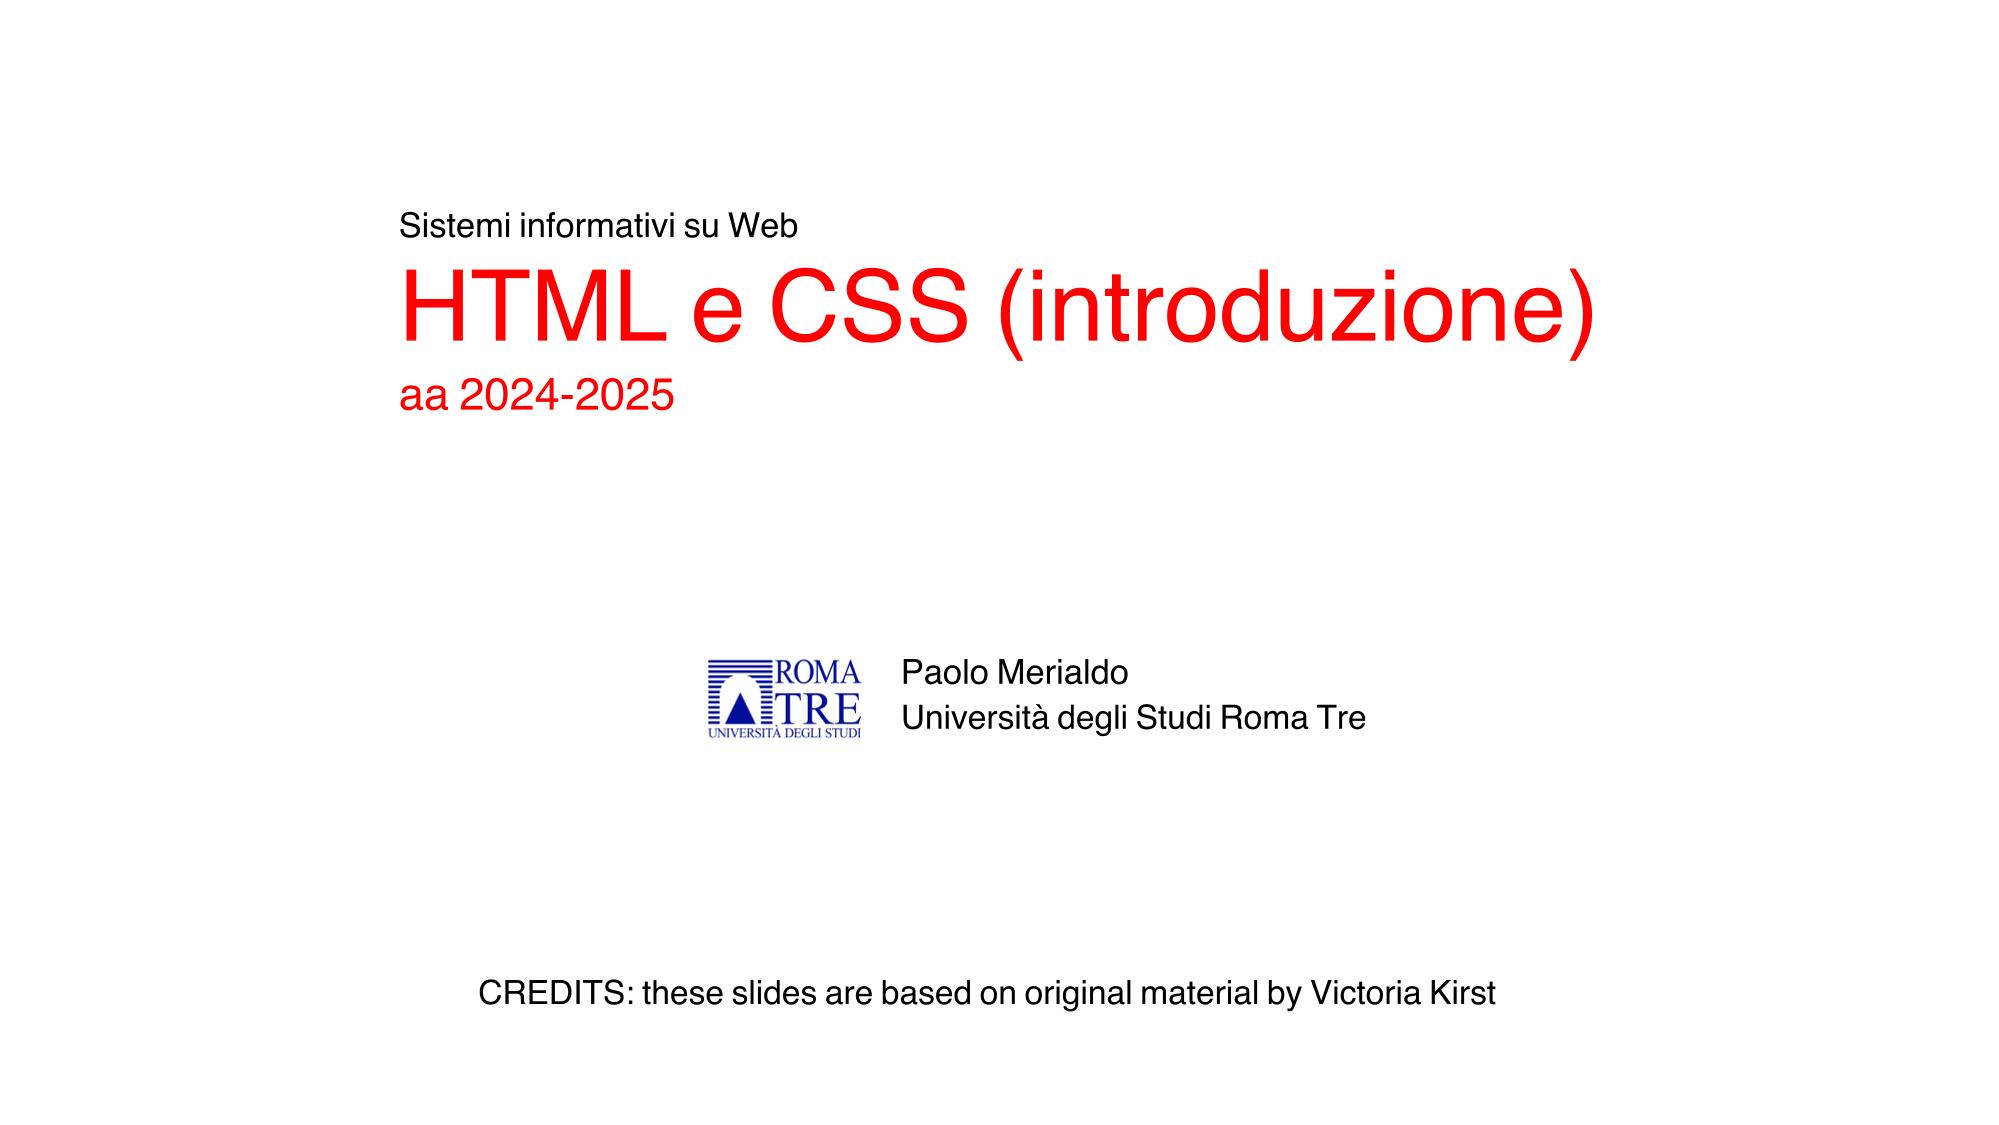 Sistemi informativi su Web
HTML e CSS (introduzione)
aa 2024-2025
ROMA
TRE
UNIVERSITÀ DEGLI STUDI
Paolo Merialdo
Università degli Studi Roma Tre
CREDITS: these slides are based on original material by Victoria Kirst